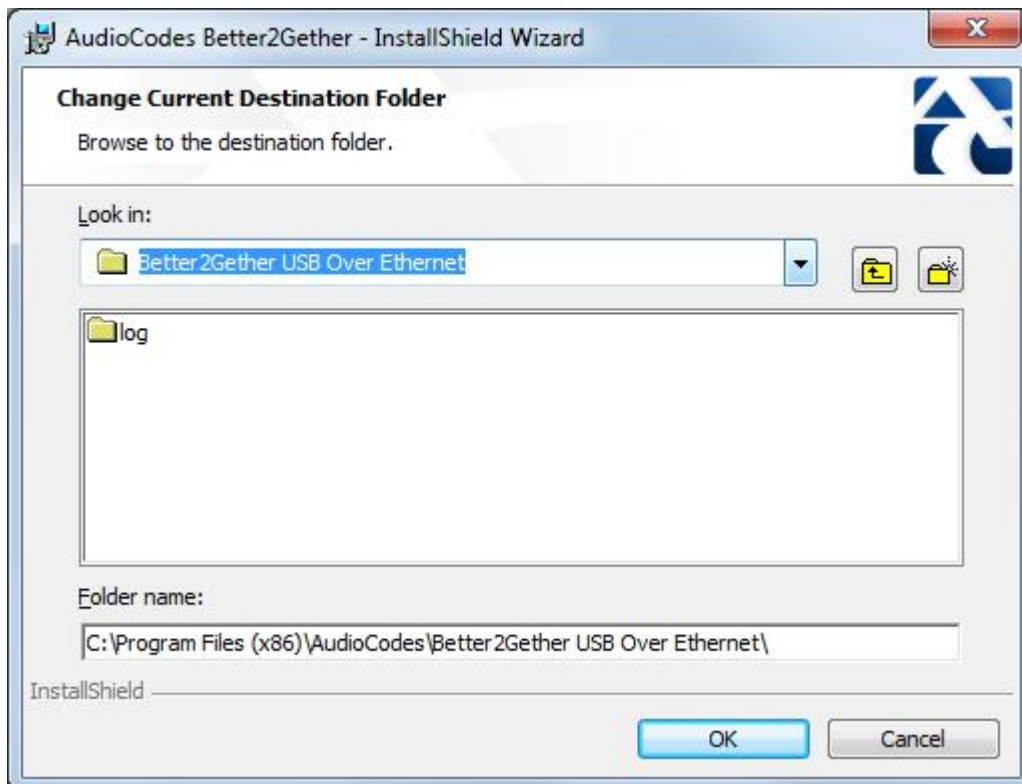 AudioCodes Better2Gether - InstallShield Wizard
Change Current Destination Folder
Browse to the destination folder.
Look in:
Better2Gether USB Over Ethernet
log
Folder name:
C:\Program Files (x86)\AudioCodes\Better2Gether USB Over Ethernet\
InstallShield
OK Cancel